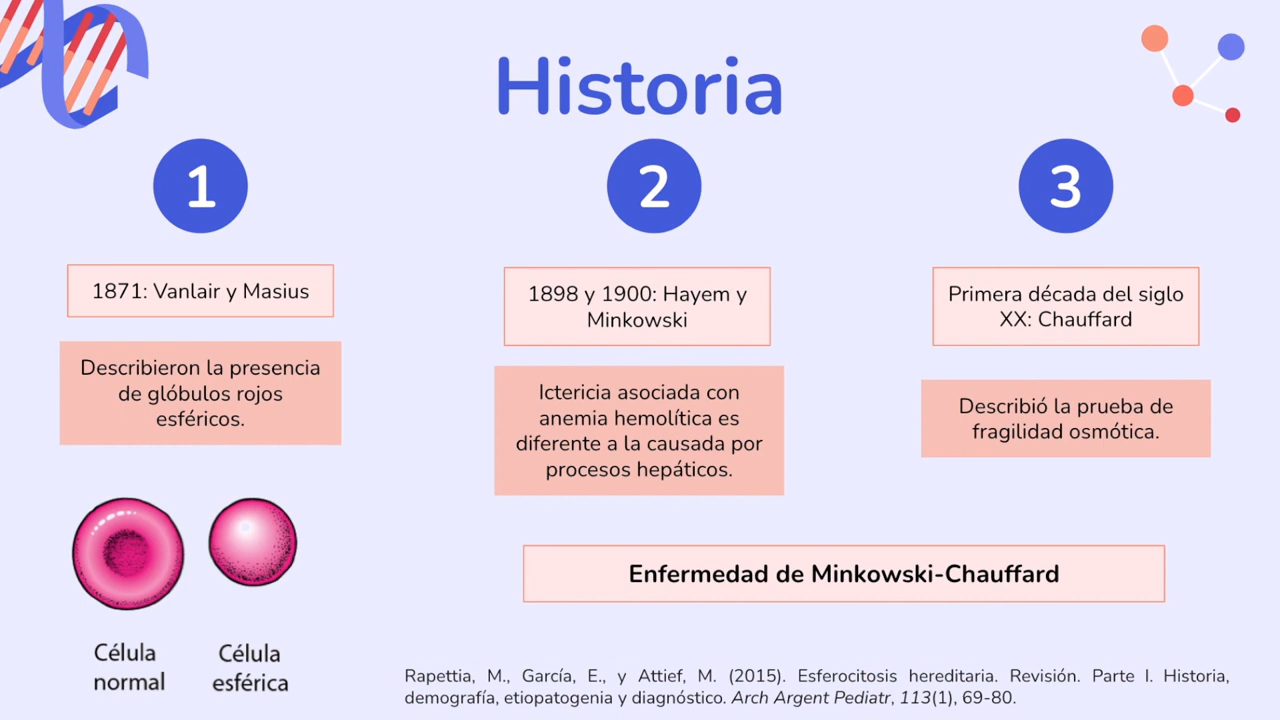 Historia
1
1871: Vanlair y Masius
Describieron la presencia
de glóbulos rojos
esféricos.
Célula
normal
Célula
esférica
2
1898 y 1900: Hayem y
Minkowski
Ictericia asociada con
anemia hemolítica es
diferente a la causada por
procesos hepáticos.
3
Primera década del siglo
XX: Chauffard
Describió la prueba de
fragilidad osmótica.
Enfermedad de Minkowski-Chauffard
Rapettia, M., García, E., y Attief, M. (2015). Esferocitosis hereditaria. Revisión. Parte I. Historia,
demografía, etiopatogenia y diagnóstico. Arch Argent Pediatr, 113(1), 69-80.